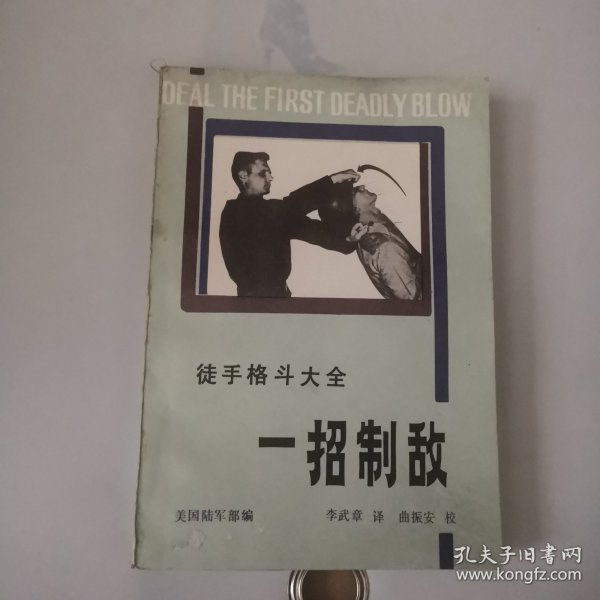 DEAL THE FIRST DEADLY BLOW
徒手格斗大全
一招制敌
美国陆军部编 李武章 译 曲振安 校
孔夫子旧書网
www.kongfz.com